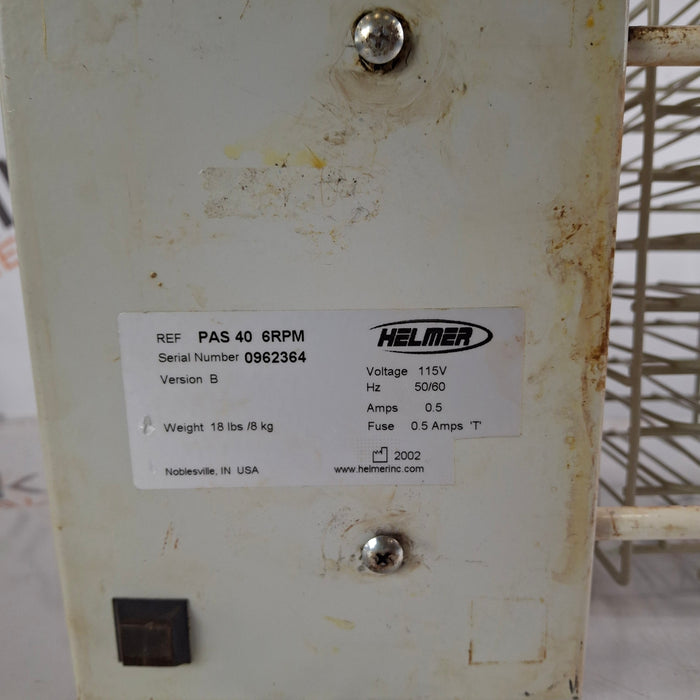 REF PAS 40 6RPM
Serial Number 0962364
Version B
Weight 18 lbs /8 kg
Noblesville, IN USA
HELMER
Voltage 115V
Hz 50/60
Amps 0.5
Fuse 0.5 Amps 'T'
2002
www.helmerinc.com